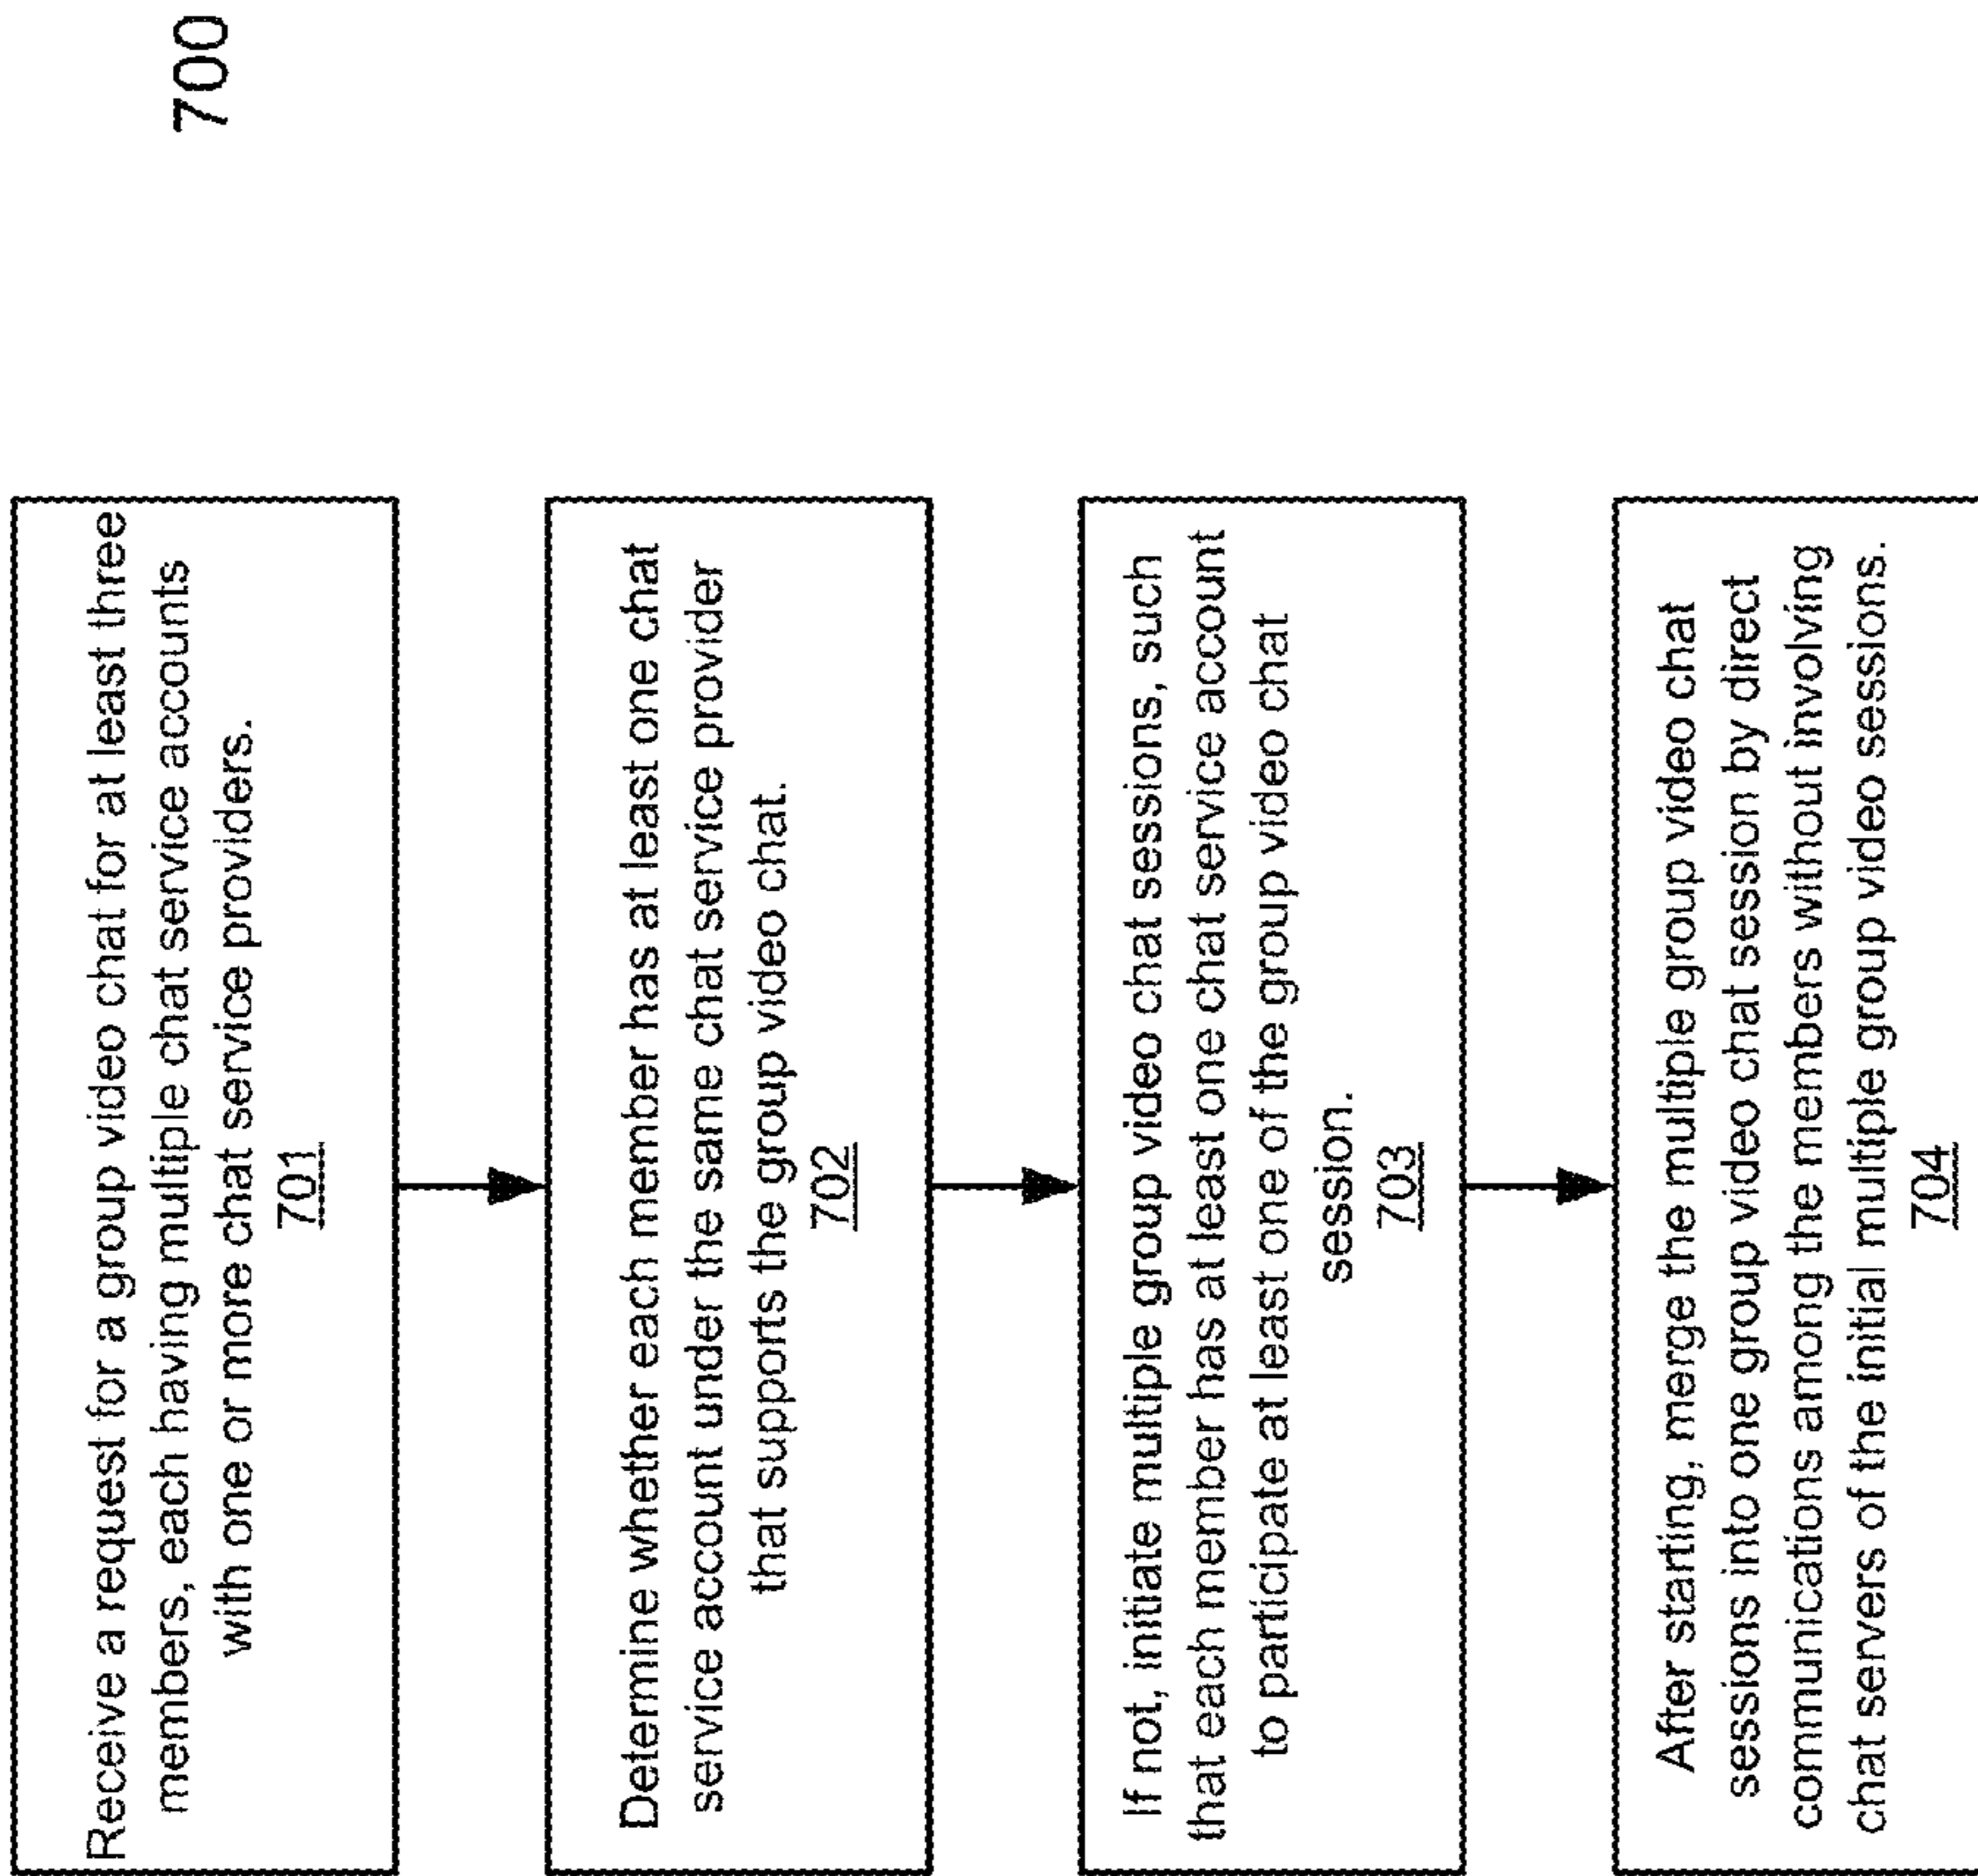 700
Receive a request for a group video chat for at least three
members, each having multiple chat service accounts
with one or more chat service providers.
701
Determine whether each member has at least one chat
service account under the same chat service provider
that supports the group video chat.
702
If not, initiate multiple group video chat sessions, such
that each member has at least one chat service account
to participate at least one of the group video chat
session.
703
After starting, merge the multiple group video chat
sessions into one group video chat session by direct
communications among the members without involving
chat servers of the initial multiple group video sessions.
704